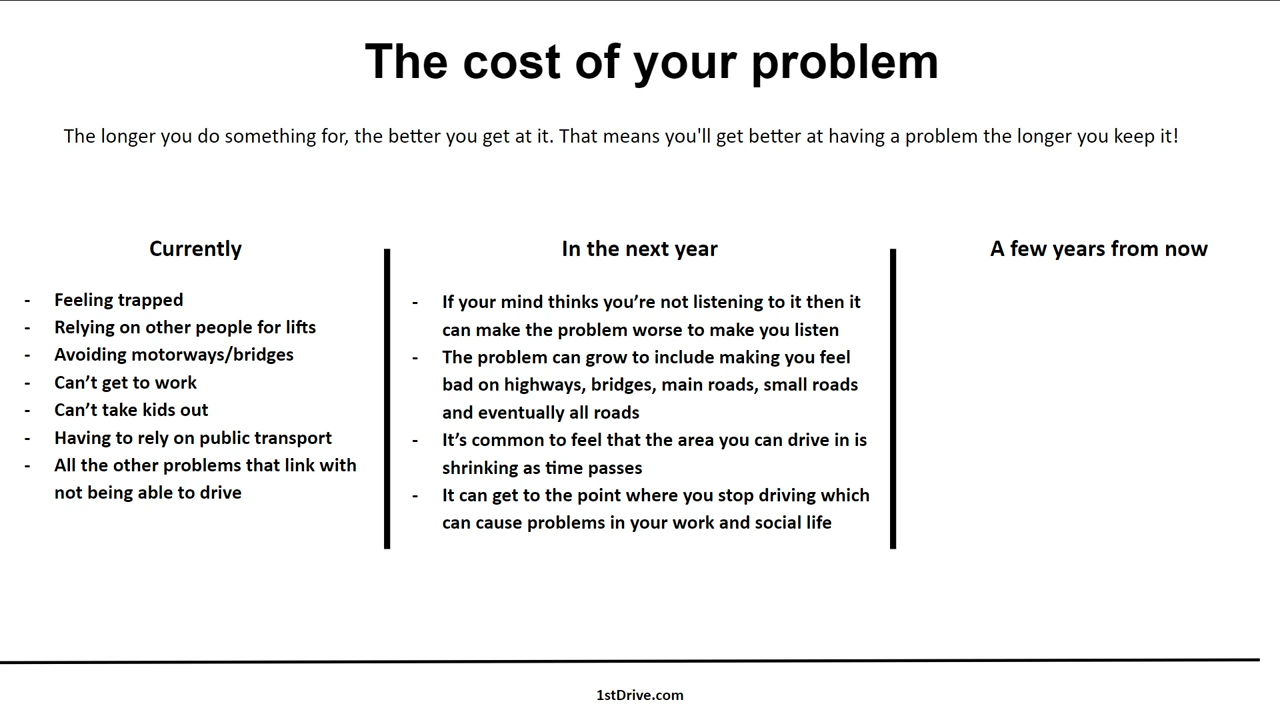 The cost of your problem
The longer you do something for, the better you get at it. That means you'll get better at having a problem the longer you keep it!
Currently
- Feeling trapped
- Relying on other people for lifts
- Avoiding motorways/bridges
- Can’t get to work
- Can’t take kids out
- Having to rely on public transport
- All the other problems that link with
not being able to drive
In the next year
- If your mind thinks you’re not listening to it then it
can make the problem worse to make you listen
- The problem can grow to include making you feel
bad on highways, bridges, main roads, small roads
and eventually all roads
- It’s common to feel that the area you can drive in is
shrinking as time passes
- It can get to the point where you stop driving which
can cause problems in your work and social life
A few years from now
1stDrive.com